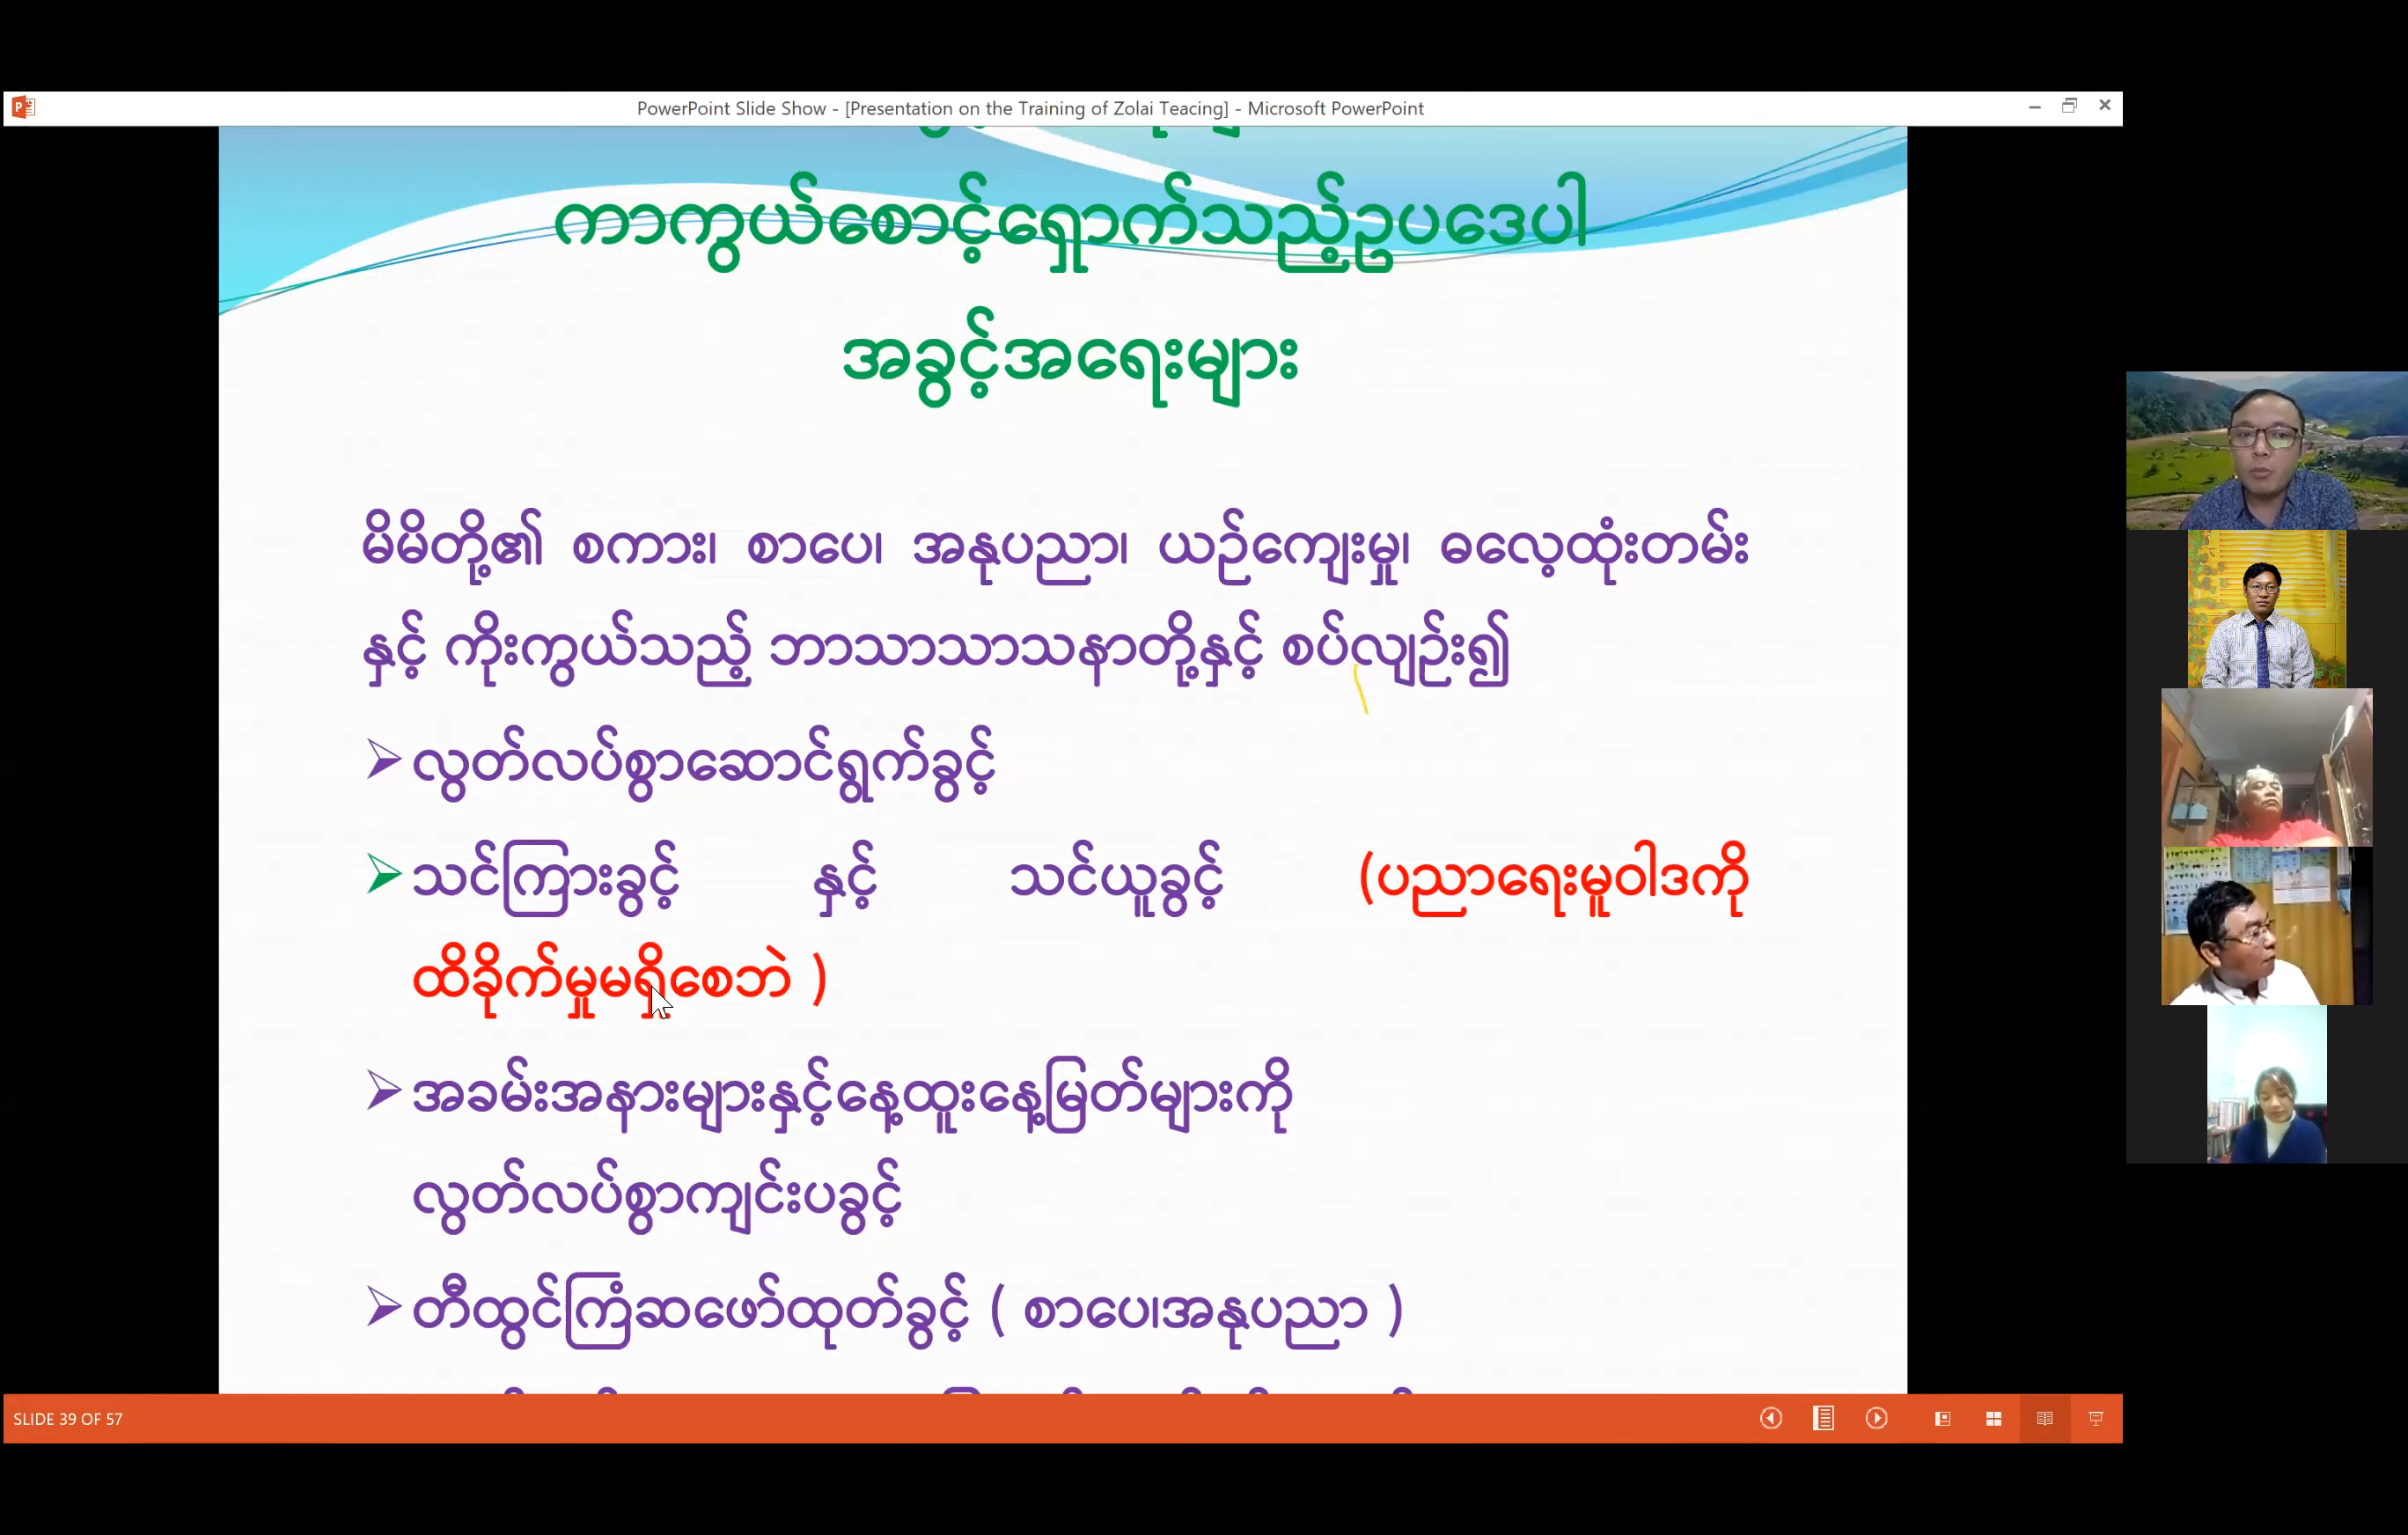 PowerPoint Slide Show - [Presentation on the Training of Zolai Teacing] - Microsoft PowerPoint
ကာကွယ်စောင့်ရှောက်သည့်ဥပဒေပါ
အခွင့်အရေးများ
မိမိတို့၏ စကား၊ စာပေ၊ အနုပညာ၊ ယဉ်ကျေးမှု၊ ဓလေ့ထုံးတမ်း
နှင့် ကိုးကွယ်သည့် ဘာသာသာသနာတို့နှင့် စပ်လျဉ်း၍
လွတ်လပ်စွာဆောင်ရွက်ခွင့်
သင်ကြားခွင့် နှင့် သင်ယူခွင့် (ပညာရေးမူဝါဒကို
ထိခိုက်မှုမရှိစေဘဲ )
အခမ်းအနားများနှင့်နေ့ထူးနေ့မြတ်များကို
လွတ်လပ်စွာကျင်းပခွင့်
တီထွင်ကြံဆဖော်ထုတ်ခွင့် ( စာပေ၊အနုပညာ )
SLIDE 39 OF 57